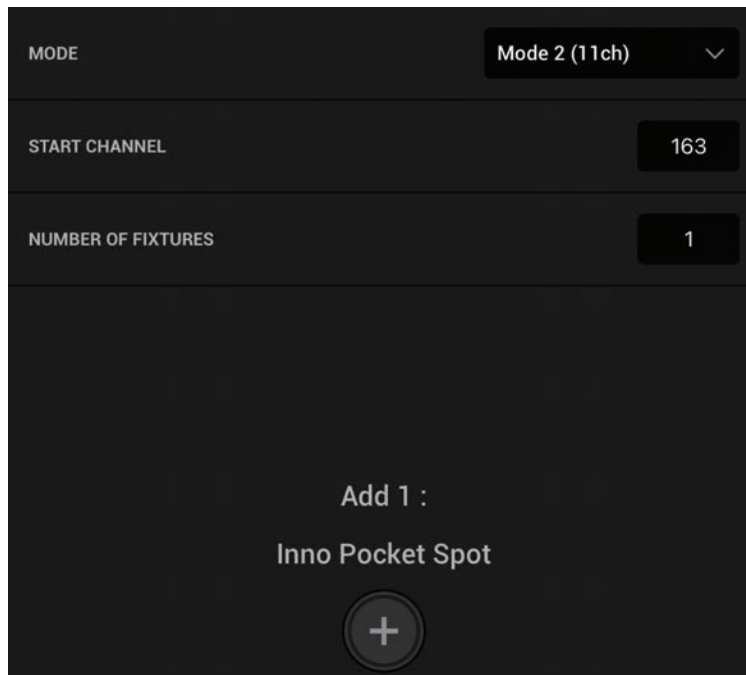 MODE
Mode 2 (11ch)
START CHANNEL
163
NUMBER OF FIXTURES
1
Add 1 :
Inno Pocket Spot